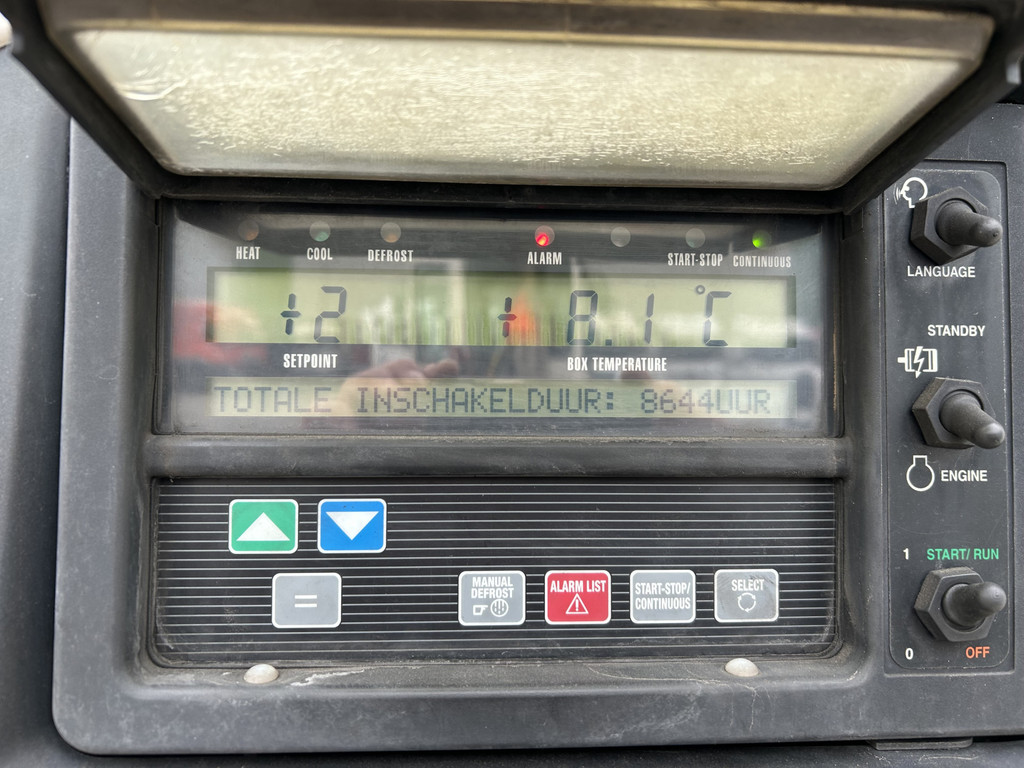 HEAT COOL DEFROST ALARM START-STOP CONTINUOUS
+2 +8.1 °C
SETPOINT BOX TEMPERATURE
TOTALE INSCHAKELDUUR: 8644UUR
=
MANUAL
DEFROST
ALARM LIST
START-STOP/
CONTINUOUS
SELECT
LANGUAGE
STANDBY
ENGINE
1 START/ RUN
0 OFF